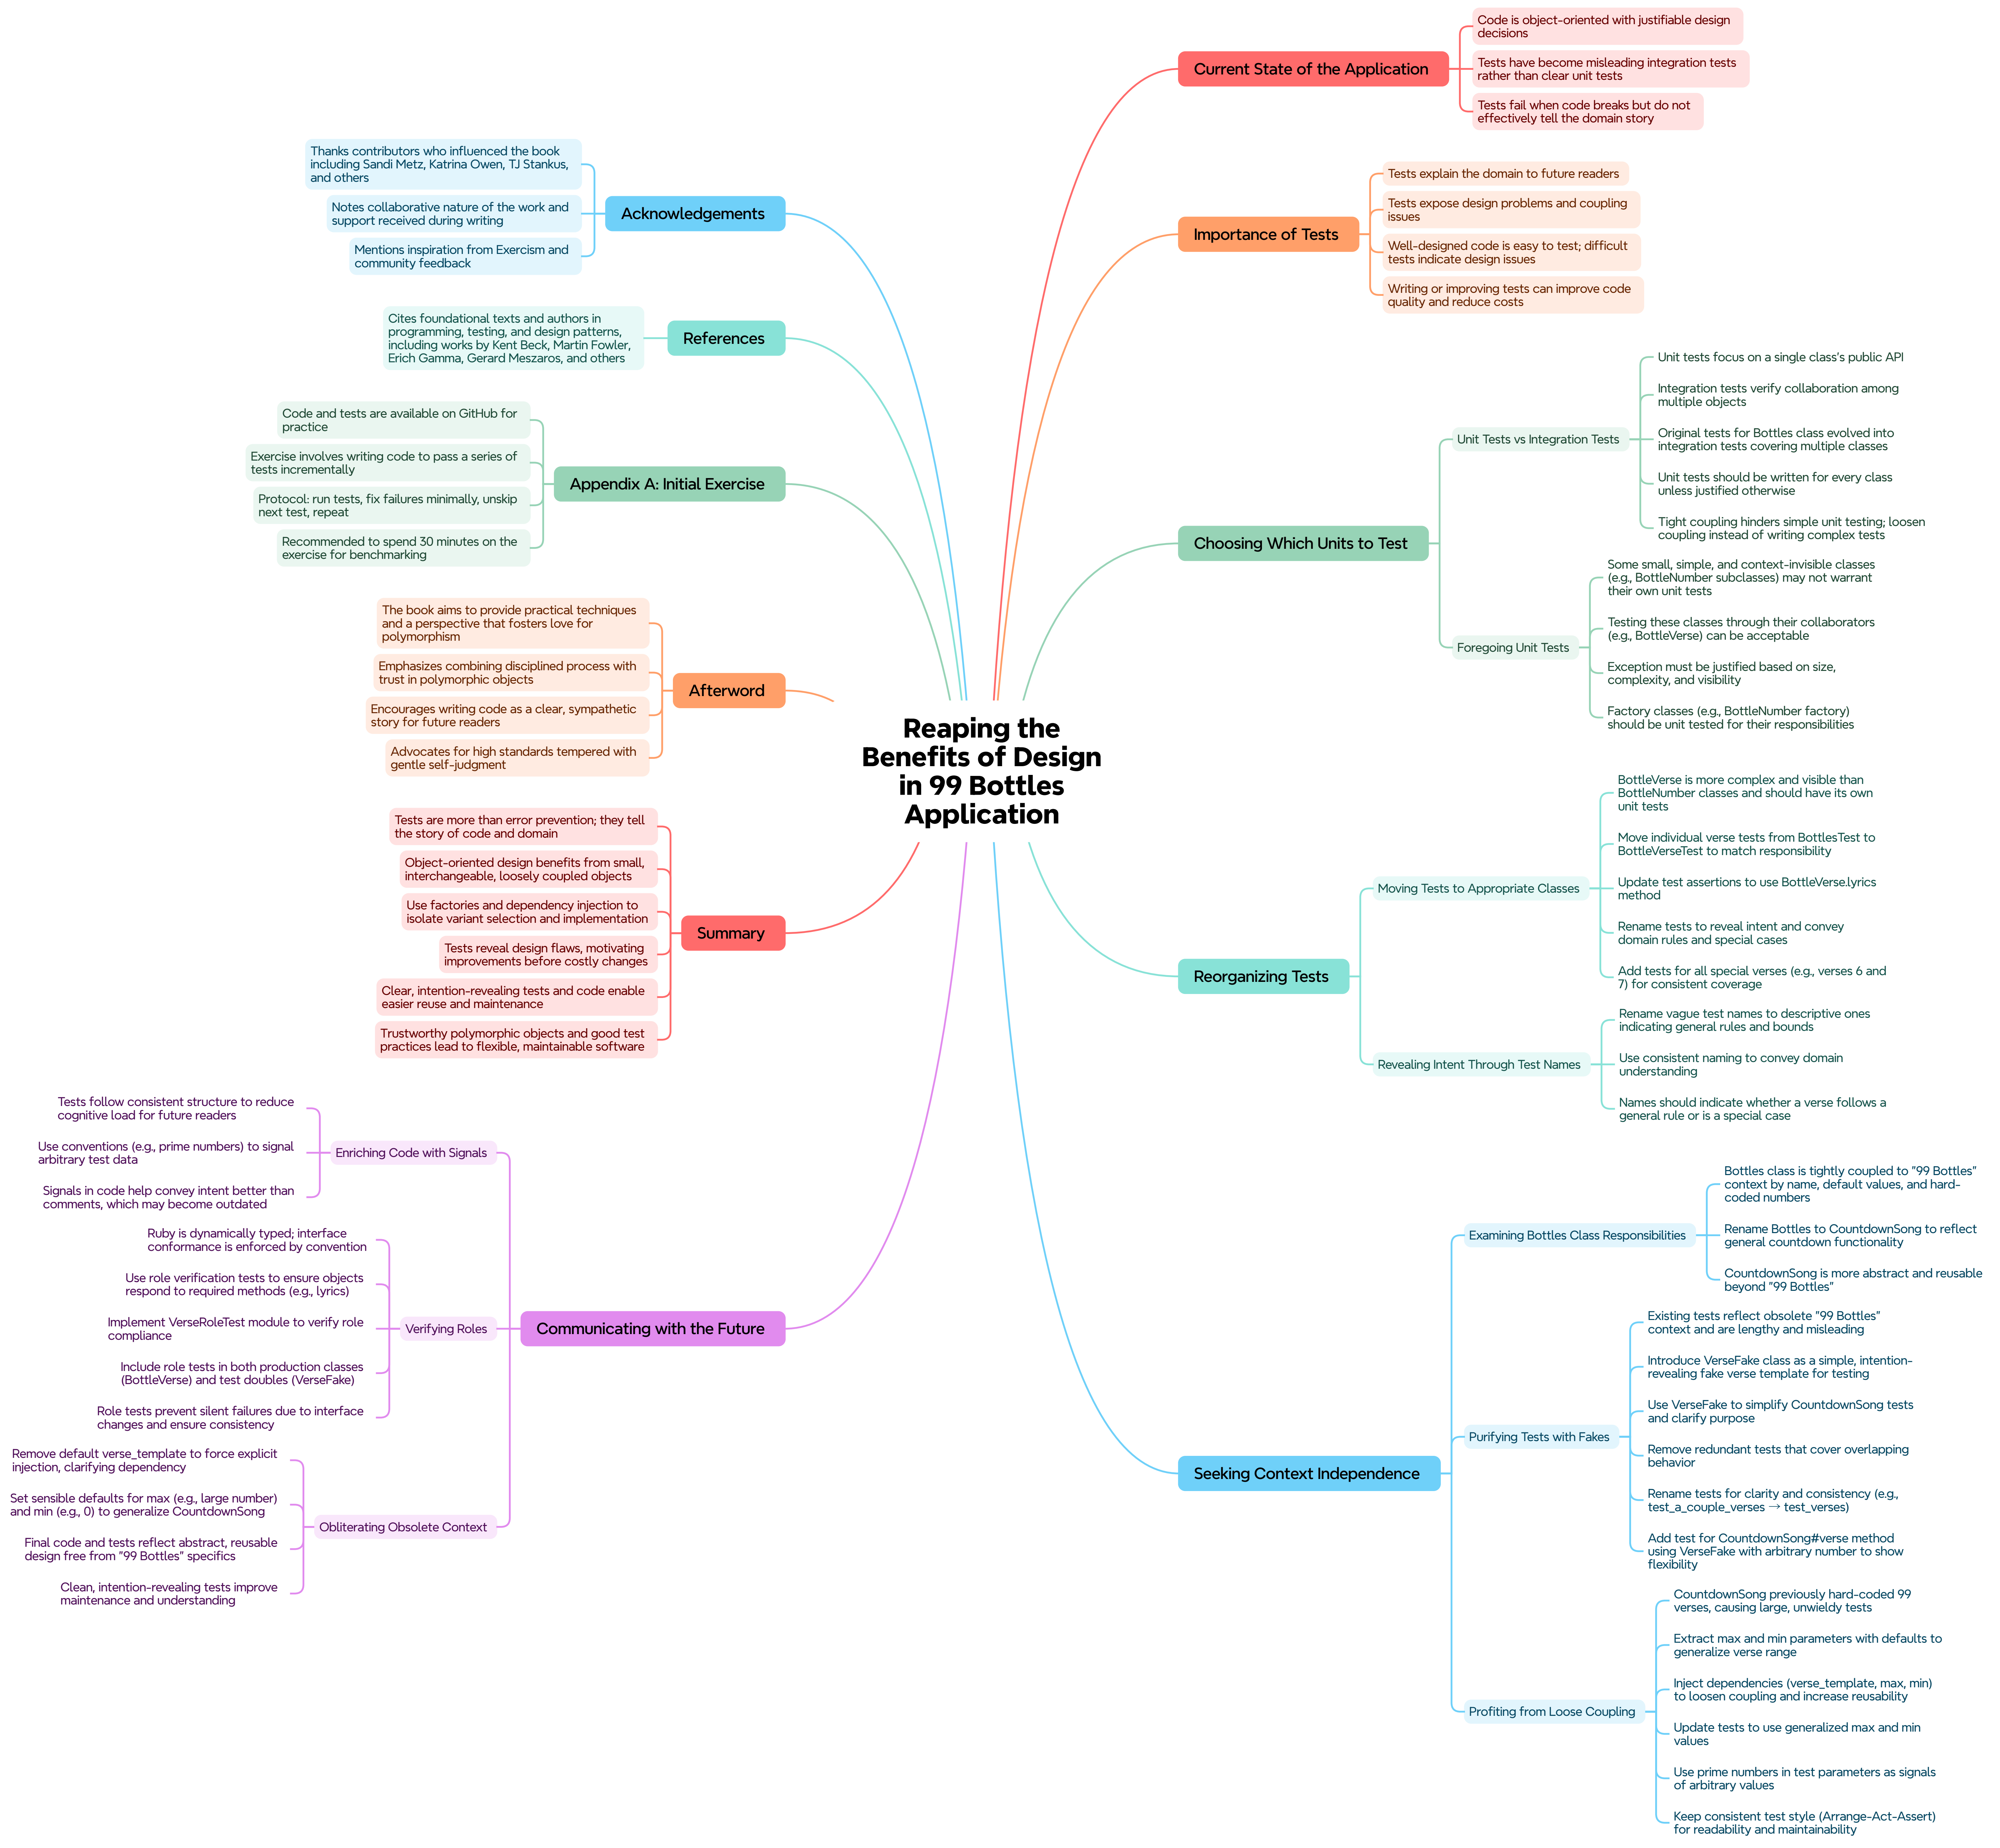 Reaping the
Benefits of Design
in 99 Bottles
Application
Current State of the Application
Code is object-oriented with justifiable design
decisions
Tests have become misleading integration tests
rather than clear unit tests
Tests fail when code breaks but do not
effectively tell the domain story
Importance of Tests
Tests explain the domain to future readers
Tests expose design problems and coupling
issues
Well-designed code is easy to test; difficult
tests indicate design issues
Writing or improving tests can improve code
quality and reduce costs
Choosing Which Units to Test
Unit Tests vs Integration Tests
Unit tests focus on a single class's public API
Integration tests verify collaboration among
multiple objects
Original tests for Bottles class evolved into
integration tests covering multiple classes
Unit tests should be written for every class
unless justified otherwise
Tight coupling hinders simple unit testing; loosen
coupling instead of writing complex tests
Foregoing Unit Tests
Some small, simple, and context-invisible classes
(e.g., BottleNumber subclasses) may not warrant
their own unit tests
Testing these classes through their collaborators
(e.g., BottleVerse) can be acceptable
Exception must be justified based on size,
complexity, and visibility
Factory classes (e.g., BottleNumber factory)
should be unit tested for their responsibilities
Reorganizing Tests
Moving Tests to Appropriate Classes
BottleVerse is more complex and visible than
BottleNumber classes and should have its own
unit tests
Move individual verse tests from BottlesTest to
BottleVerseTest to match responsibility
Update test assertions to use BottleVerse.lyrics
method
Rename tests to reveal intent and convey
domain rules and special cases
Add tests for all special verses (e.g., verses 6 and
7) for consistent coverage
Revealing Intent Through Test Names
Rename vague test names to descriptive ones
indicating general rules and bounds
Use consistent naming to convey domain
understanding
Names should indicate whether a verse follows a
general rule or is a special case
Seeking Context Independence
Examining Bottles Class Responsibilities
Bottles class is tightly coupled to "99 Bottles"
context by name, default values, and hard-
coded numbers
Rename Bottles to CountdownSong to reflect
general countdown functionality
CountdownSong is more abstract and reusable
beyond "99 Bottles"
Purifying Tests with Fakes
Existing tests reflect obsolete "99 Bottles"
context and are lengthy and misleading
Introduce VerseFake class as a simple, intention-
revealing fake verse template for testing
Use VerseFake to simplify CountdownSong tests
and clarify purpose
Remove redundant tests that cover overlapping
behavior
Rename tests for clarity and consistency (e.g.,
test_a_couple_verses → test_verses)
Add test for CountdownSong#verse method
using VerseFake with arbitrary number to show
flexibility
Profiting from Loose Coupling
CountdownSong previously hard-coded 99
verses, causing large, unwieldy tests
Extract max and min parameters with defaults to
generalize verse range
Inject dependencies (verse_template, max, min)
to loosen coupling and increase reusability
Update tests to use generalized max and min
values
Use prime numbers in test parameters as signals
of arbitrary values
Keep consistent test style (Arrange-Act-Assert)
for readability and maintainability
Communicating with the Future
Enriching Code with Signals
Tests follow consistent structure to reduce
cognitive load for future readers
Use conventions (e.g., prime numbers) to signal
arbitrary test data
Signals in code help convey intent better than
comments, which may become outdated
Verifying Roles
Ruby is dynamically typed; interface
conformance is enforced by convention
Use role verification tests to ensure objects
respond to required methods (e.g., lyrics)
Implement VerseRoleTest module to verify role
compliance
Include role tests in both production classes
(BottleVerse) and test doubles (VerseFake)
Role tests prevent silent failures due to interface
changes and ensure consistency
Obliterating Obsolete Context
Remove default verse_template to force explicit
injection, clarifying dependency
Set sensible defaults for max (e.g., large number)
and min (e.g., 0) to generalize CountdownSong
Final code and tests reflect abstract, reusable
design free from "99 Bottles" specifics
Clean, intention-revealing tests improve
maintenance and understanding
Summary
Tests are more than error prevention; they tell
the story of code and domain
Object-oriented design benefits from small,
interchangeable, loosely coupled objects
Use factories and dependency injection to
isolate variant selection and implementation
Tests reveal design flaws, motivating
improvements before costly changes
Clear, intention-revealing tests and code enable
easier reuse and maintenance
Trustworthy polymorphic objects and good test
practices lead to flexible, maintainable software
Afterword
The book aims to provide practical techniques
and a perspective that fosters love for
polymorphism
Emphasizes combining disciplined process with
trust in polymorphic objects
Encourages writing code as a clear, sympathetic
story for future readers
Advocates for high standards tempered with
gentle self-judgment
Appendix A: Initial Exercise
Code and tests are available on GitHub for
practice
Exercise involves writing code to pass a series of
tests incrementally
Protocol: run tests, fix failures minimally, unskip
next test, repeat
Recommended to spend 30 minutes on the
exercise for benchmarking
References
Cites foundational texts and authors in
programming, testing, and design patterns,
including works by Kent Beck, Martin Fowler,
Erich Gamma, Gerard Meszaros, and others
Acknowledgements
Thanks contributors who influenced the book
including Sandi Metz, Katrina Owen, TJ Stankus,
and others
Notes collaborative nature of the work and
support received during writing
Mentions inspiration from Exercism and
community feedback